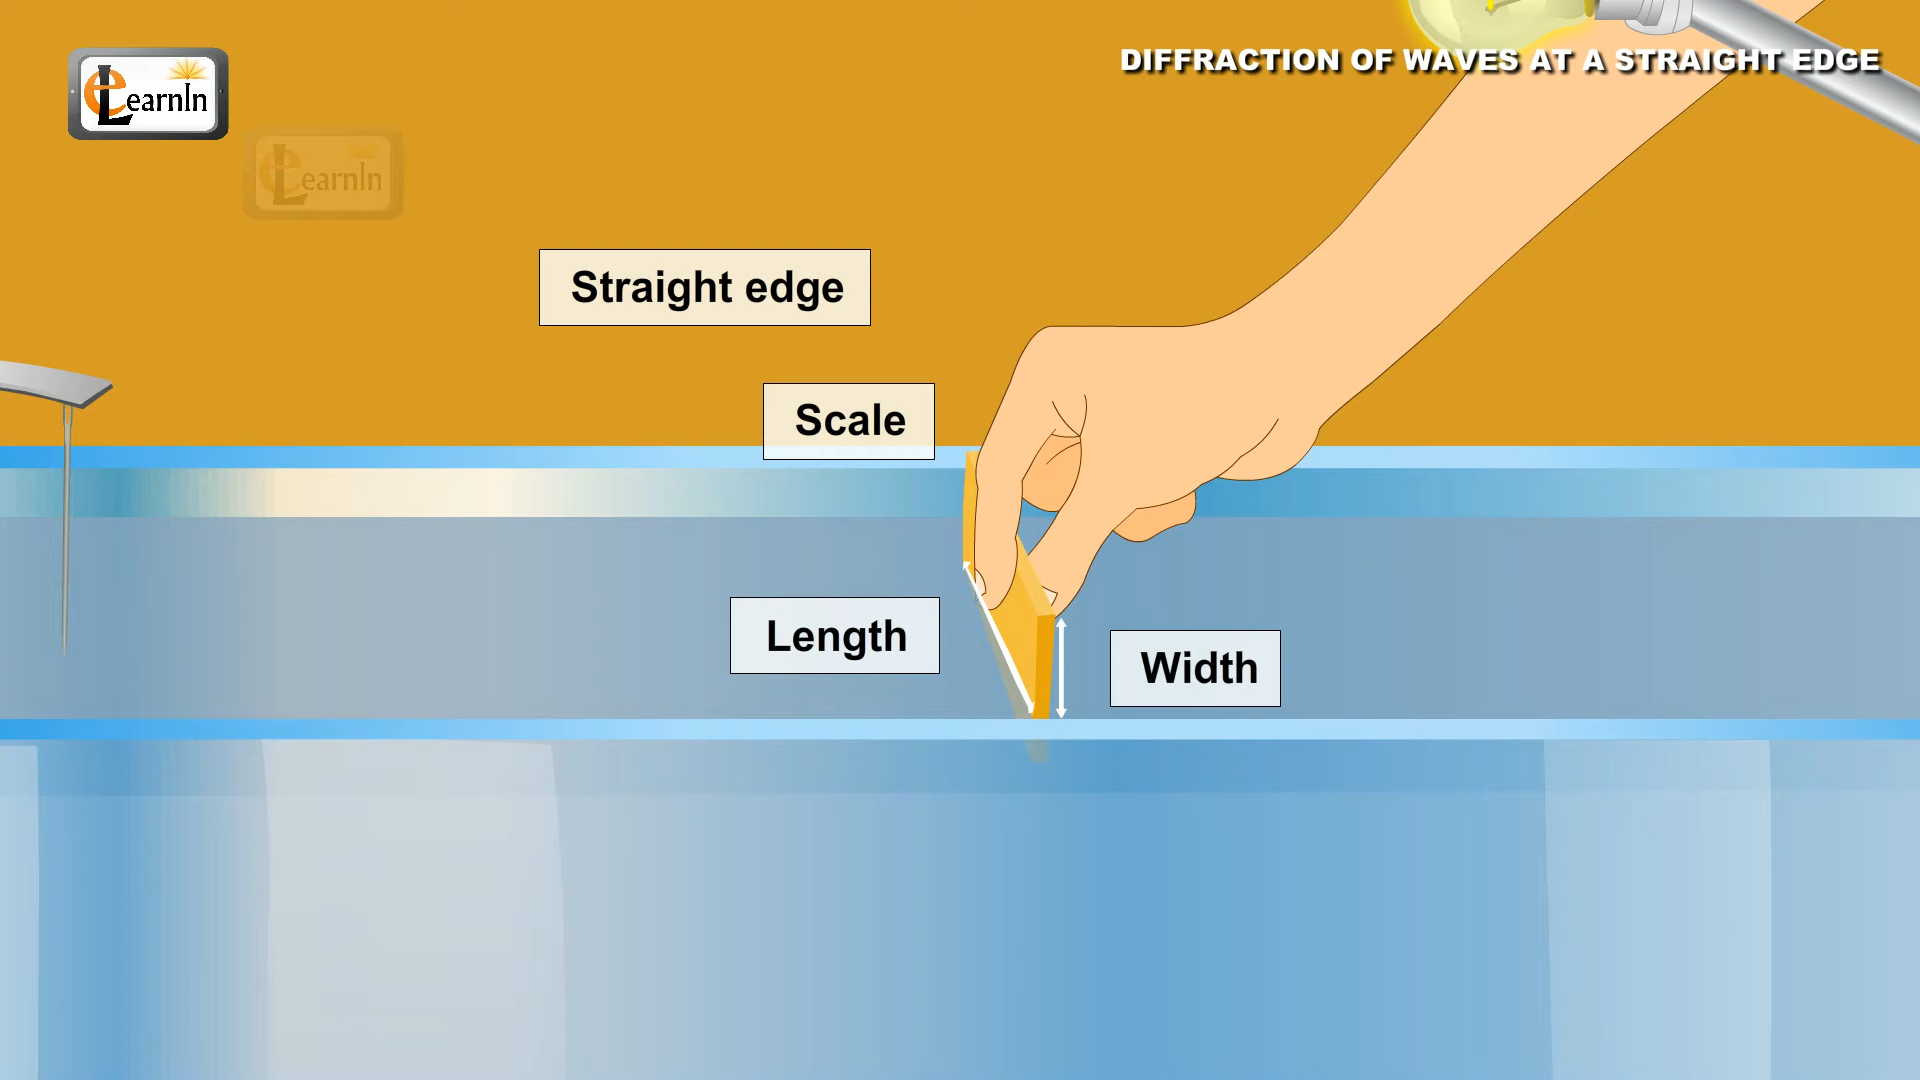 eLearnIn
DIFFRACTION OF WAVES AT A STRAIGHT EDGE
eLearnIn
Straight edge
Scale
Length
Width